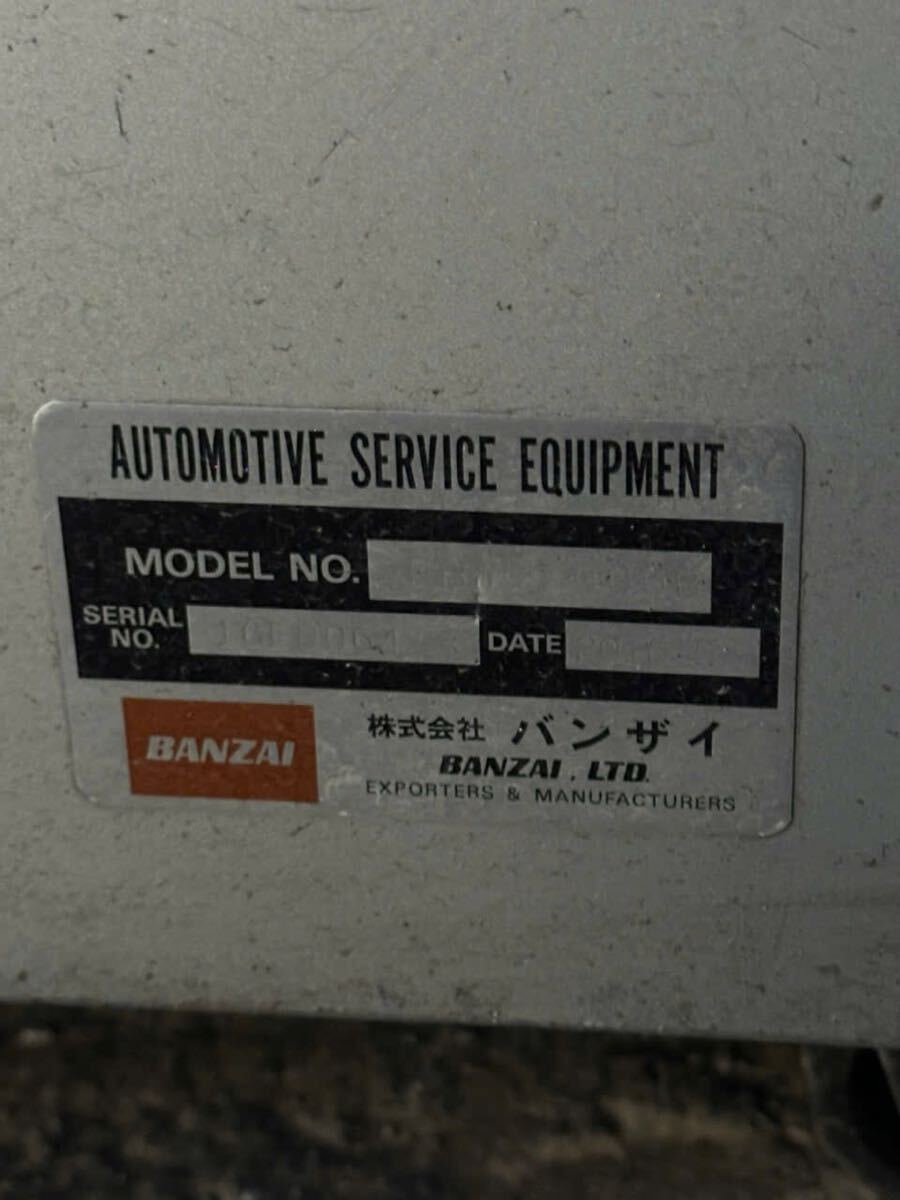 AUTOMOTIVE SERVICE EQUIPMENT
MODEL NO.
SERIAL NO.
DATE
BANZAI
株式会社 バンザイ
BANZAI, LTD.
EXPORTERS & MANUFACTURERS